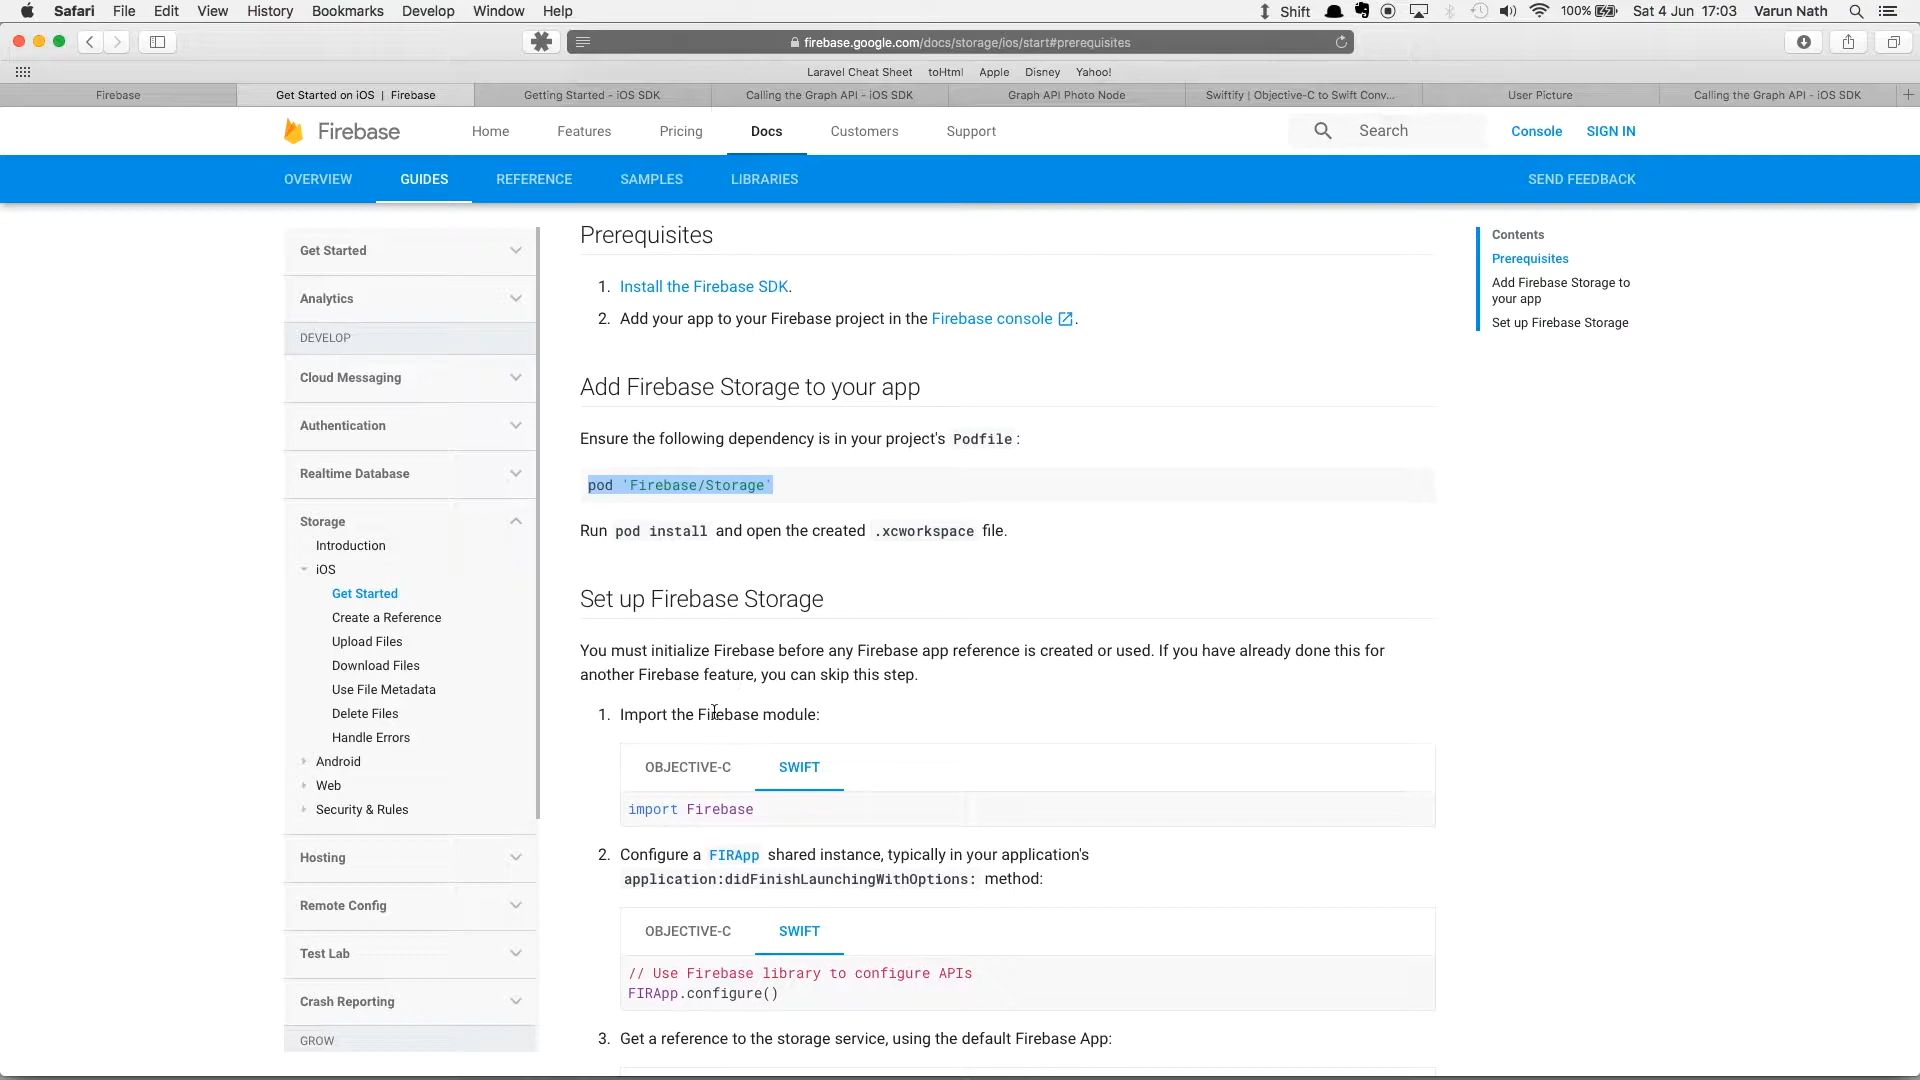 Safari File Edit View History Bookmarks Develop Window Help
Shift 100% Sat 4 Jun 17:03 Varun Nath
firebase.google.com/docs/storage/ios/start#prerequisites
Laravel Cheat Sheet toHtml Apple Disney Yahoo!
Firebase Get Started on iOS | Firebase Getting Started - iOS SDK Calling the Graph API - iOS SDK Graph API Photo Node Swiftify | Objective-C to Swift Conv... User Picture Calling the Graph API - iOS SDK
Firebase Home Features Pricing Docs Customers Support Search Console SIGN IN
OVERVIEW GUIDES REFERENCE SAMPLES LIBRARIES SEND FEEDBACK
Get Started
Analytics
DEVELOP
Cloud Messaging
Authentication
Realtime Database
Storage
Introduction
iOS
Get Started
Create a Reference
Upload Files
Download Files
Use File Metadata
Delete Files
Handle Errors
Android
Web
Security & Rules
Hosting
Remote Config
Test Lab
Crash Reporting
GROW
Prerequisites
1. Install the Firebase SDK.
2. Add your app to your Firebase project in the Firebase console .
Add Firebase Storage to your app
Ensure the following dependency is in your project's Podfile :
pod 'Firebase/Storage'
Run pod install and open the created .xcworkspace file.
Set up Firebase Storage
You must initialize Firebase before any Firebase app reference is created or used. If you have already done this for
another Firebase feature, you can skip this step.
1. Import the Firebase module:
OBJECTIVE-C SWIFT
import Firebase
2. Configure a FIRApp shared instance, typically in your application's
application:didFinishLaunchingWithOptions: method:
OBJECTIVE-C SWIFT
// Use Firebase library to configure APIs
FIRApp.configure()
3. Get a reference to the storage service, using the default Firebase App:
Contents
Prerequisites
Add Firebase Storage to
your app
Set up Firebase Storage